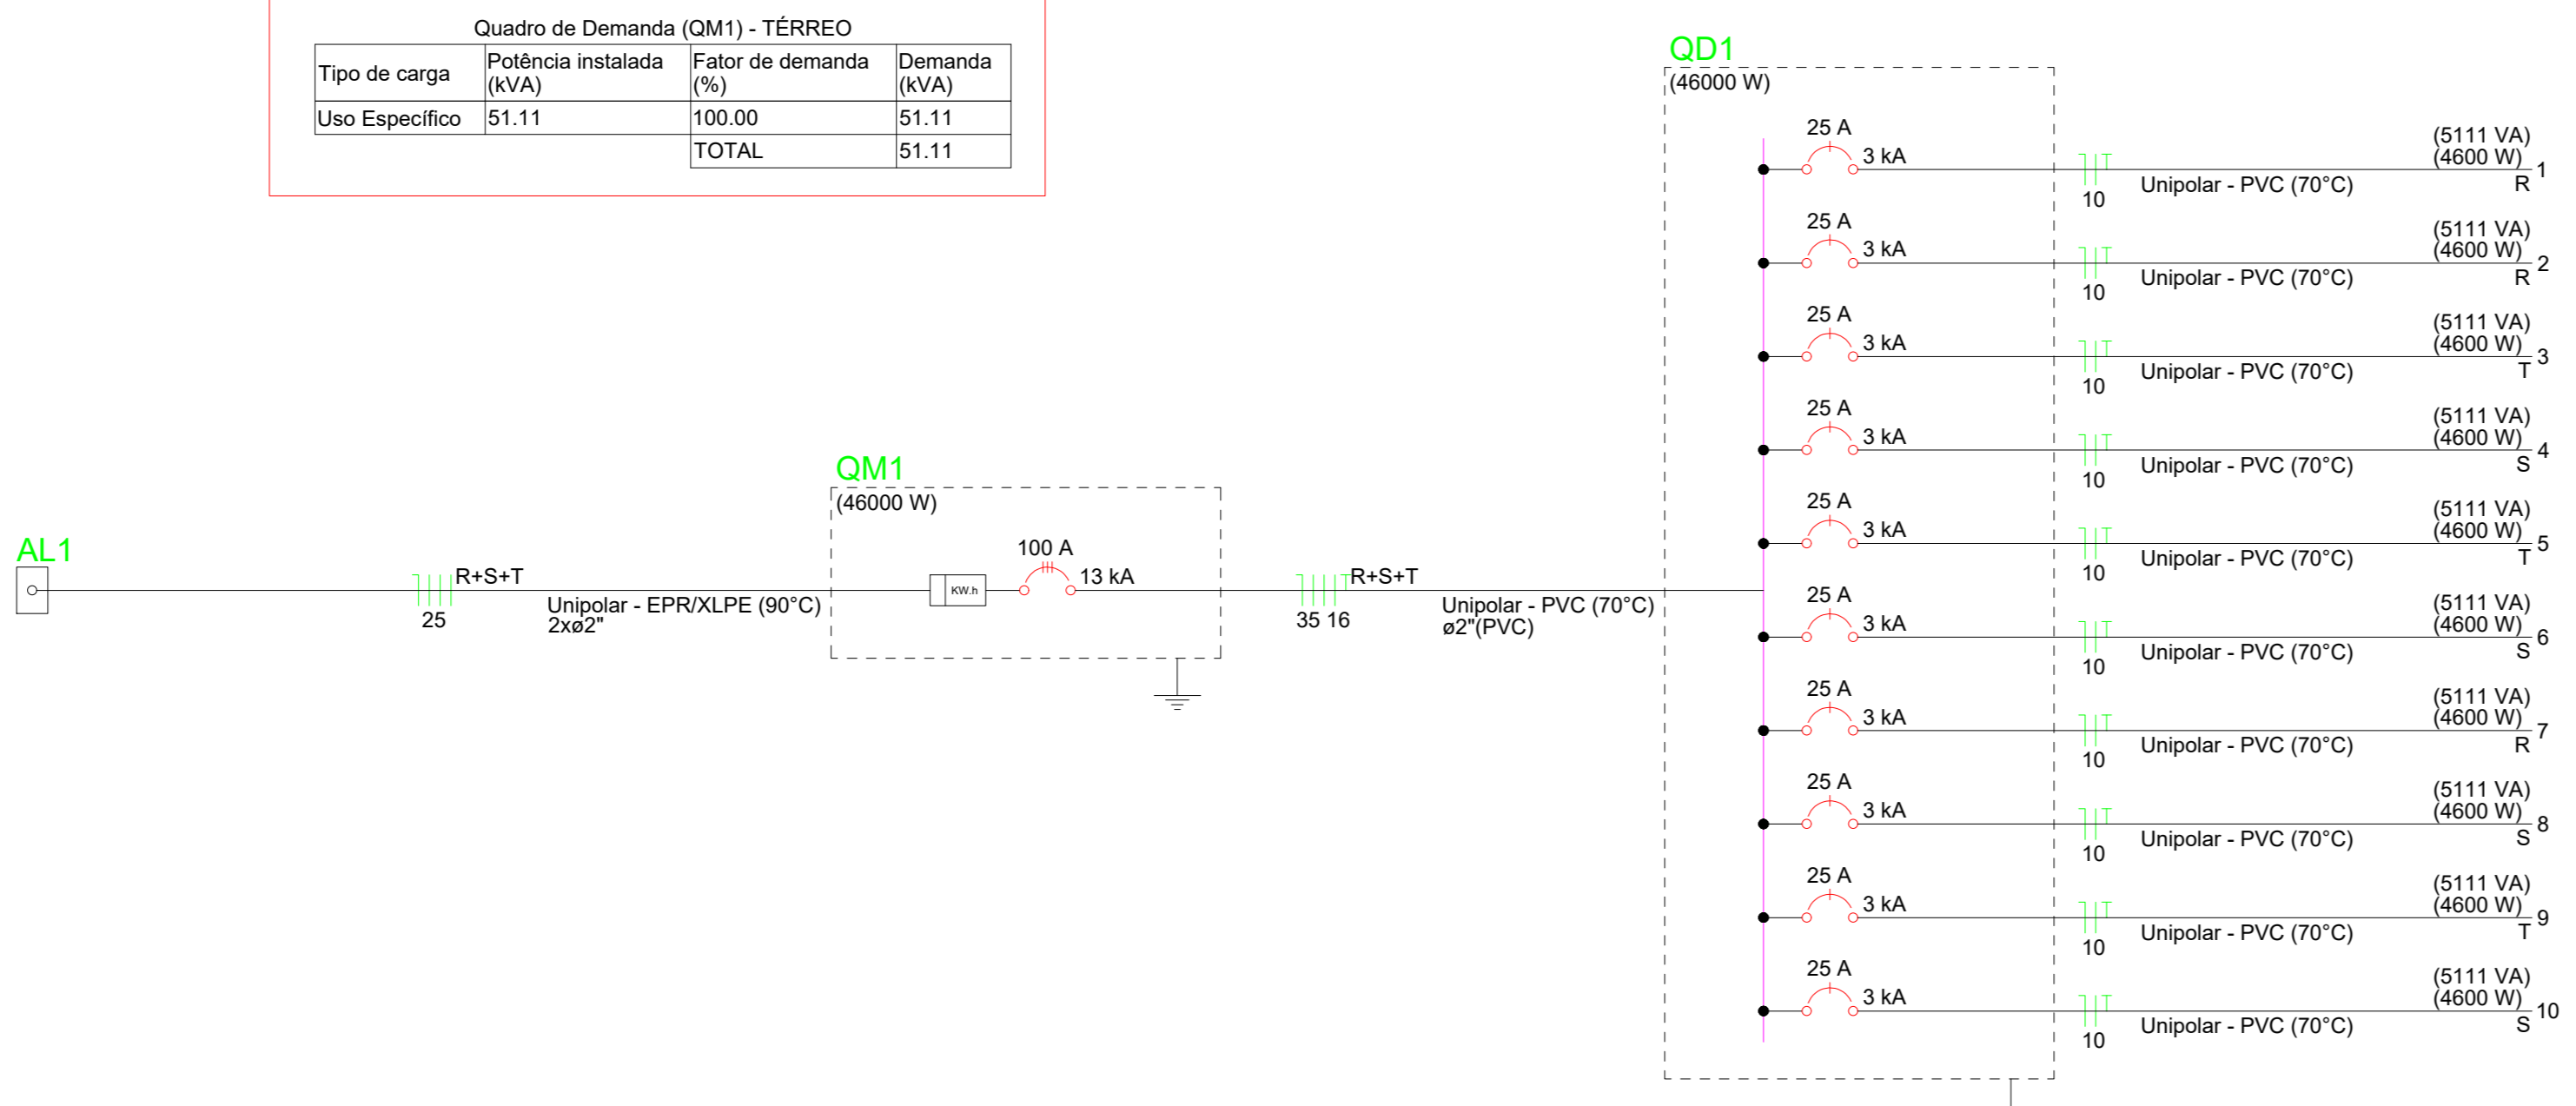 Quadro de Demanda (QM1) - TÉRREO
Tipo de carga
Potência instalada
(kVA)
Fator de demanda
(%)
Demanda
(kVA)
Uso Específico
51.11
100.00
51.11
TOTAL
51.11
AL1
R+S+T
25
Unipolar - EPR/XLPE (90°C)
2xø2"
QM1
(46000 W)
KW.h
100 A
13 kA
R+S+T
35 16
Unipolar - PVC (70°C)
ø2"(PVC)
QD1
(46000 W)
25 A
3 kA
10
Unipolar - PVC (70°C)
(5111 VA)
(4600 W)
1
R
25 A
3 kA
10
Unipolar - PVC (70°C)
(5111 VA)
(4600 W)
2
R
25 A
3 kA
10
Unipolar - PVC (70°C)
(5111 VA)
(4600 W)
3
T
25 A
3 kA
10
Unipolar - PVC (70°C)
(5111 VA)
(4600 W)
4
S
25 A
3 kA
10
Unipolar - PVC (70°C)
(5111 VA)
(4600 W)
5
T
25 A
3 kA
10
Unipolar - PVC (70°C)
(5111 VA)
(4600 W)
6
S
25 A
3 kA
10
Unipolar - PVC (70°C)
(5111 VA)
(4600 W)
7
R
25 A
3 kA
10
Unipolar - PVC (70°C)
(5111 VA)
(4600 W)
8
S
25 A
3 kA
10
Unipolar - PVC (70°C)
(5111 VA)
(4600 W)
9
T
25 A
3 kA
10
Unipolar - PVC (70°C)
(5111 VA)
(4600 W)
10
S